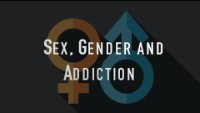 Sex, Gender and
Addiction